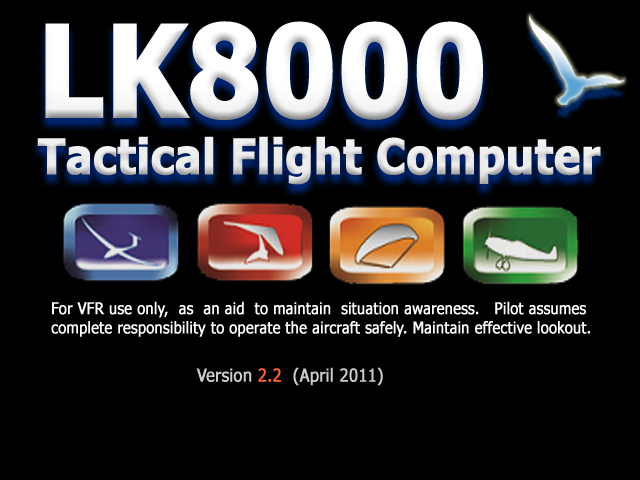 LK8000
Tactical Flight Computer
For VFR use only, as an aid to maintain situation awareness. Pilot assumes
complete responsibility to operate the aircraft safely. Maintain effective lookout.
Version 2.2 (April 2011)